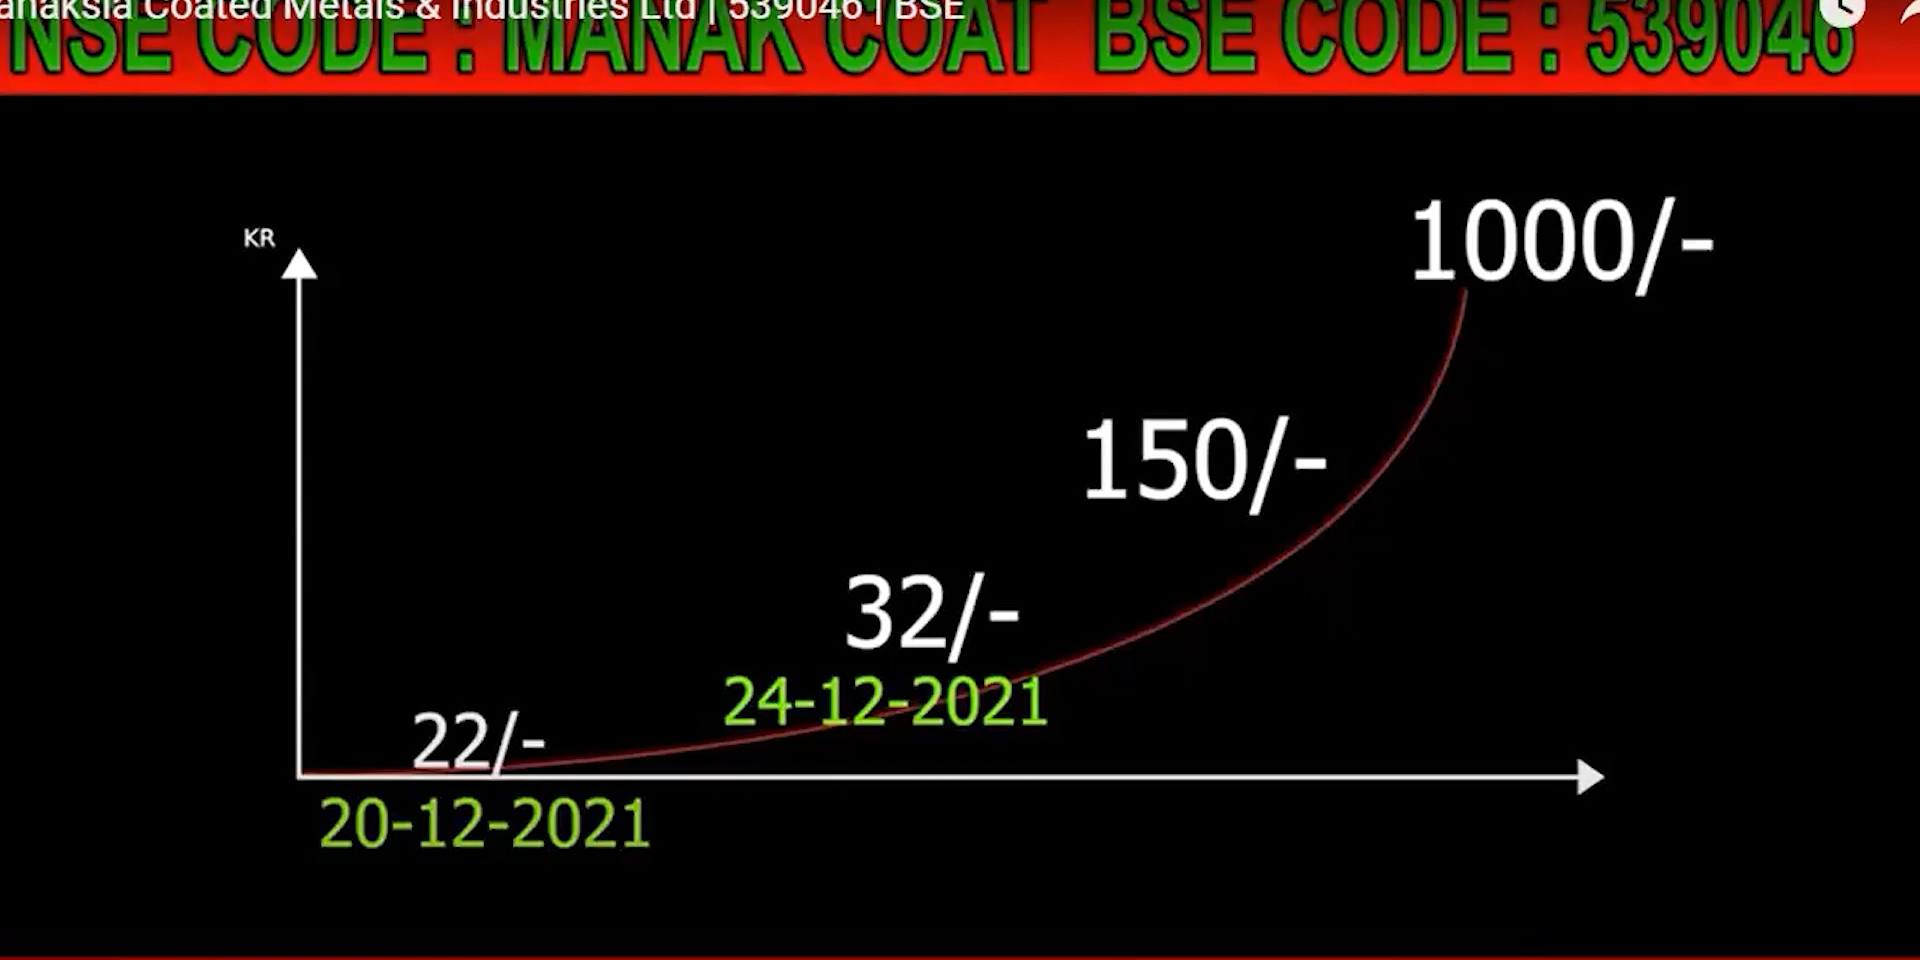 anaksia Coated Metals & Industries Ltd | 539046 | BSE
NSE CODE : MANAK COAT BSE CODE : 539046
KR
1000/-
150/-
32/-
24-12-2021
22/-
20-12-2021